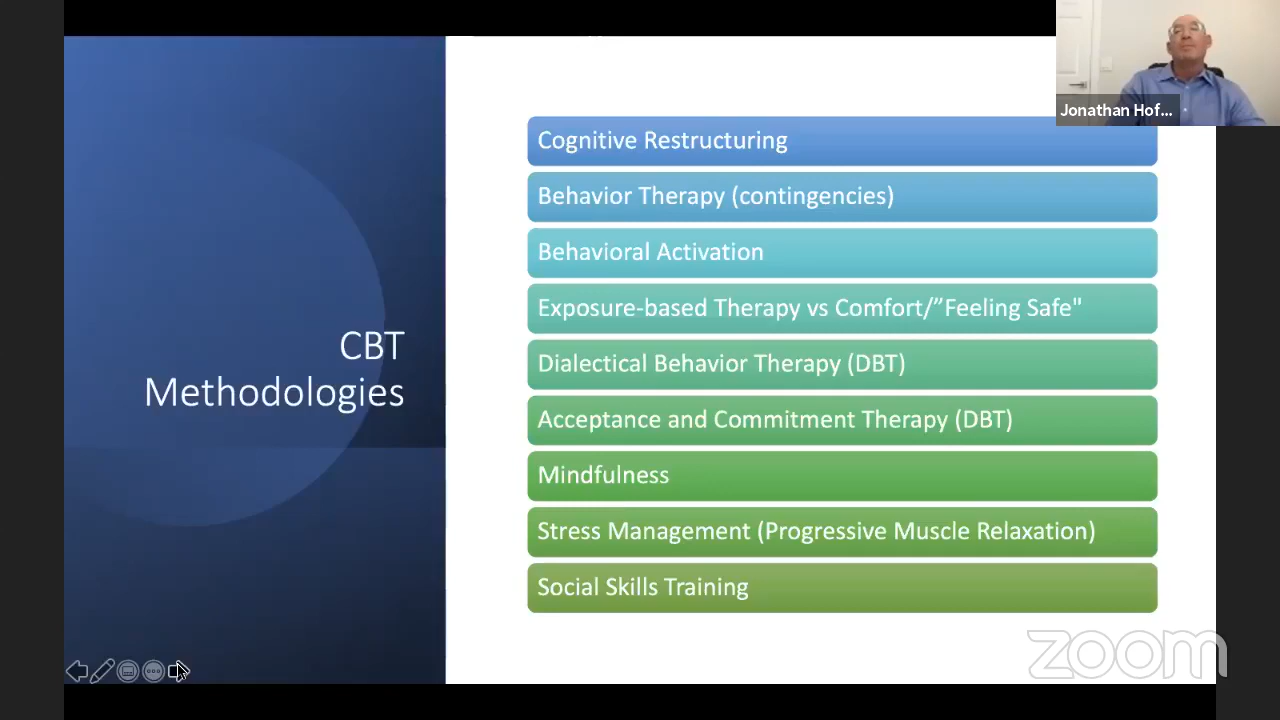 Jonathan Hof...
CBT
Methodologies
Cognitive Restructuring
Behavior Therapy (contingencies)
Behavioral Activation
Exposure-based Therapy vs Comfort/”Feeling Safe"
Dialectical Behavior Therapy (DBT)
Acceptance and Commitment Therapy (DBT)
Mindfulness
Stress Management (Progressive Muscle Relaxation)
Social Skills Training
zoom